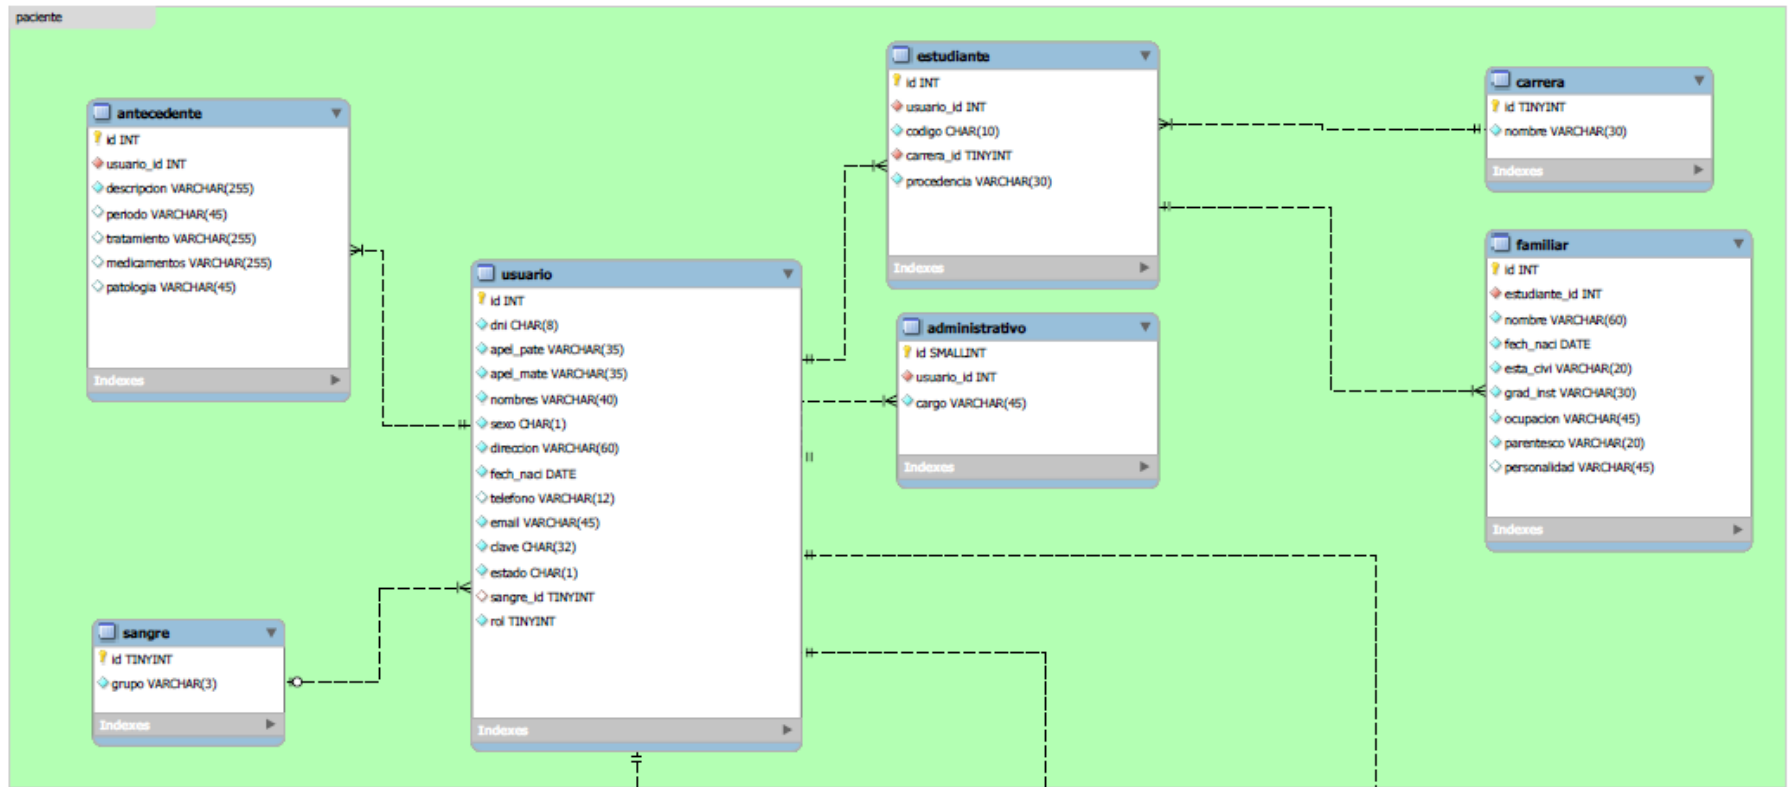 paciente
antecedente
id INT
usuario_id INT
descripcion VARCHAR(255)
periodo VARCHAR(45)
tratamiento VARCHAR(255)
medicamentos VARCHAR(255)
patologia VARCHAR(45)
Indexes
sangre
id TINYINT
grupo VARCHAR(3)
Indexes
usuario
id INT
dni CHAR(8)
apel_pate VARCHAR(35)
apel_mate VARCHAR(35)
nombres VARCHAR(40)
sexo CHAR(1)
direccion VARCHAR(60)
fech_naci DATE
telefono VARCHAR(12)
email VARCHAR(45)
clave CHAR(32)
estado CHAR(1)
sangre_id TINYINT
rol TINYINT
Indexes
estudiante
id INT
usuario_id INT
codigo CHAR(10)
carrera_id TINYINT
procedencia VARCHAR(30)
Indexes
administrativo
id SMALLINT
usuario_id INT
cargo VARCHAR(45)
Indexes
carrera
id TINYINT
nombre VARCHAR(30)
Indexes
familiar
id INT
estudiante_id INT
nombre VARCHAR(60)
fech_naci DATE
esta_civi VARCHAR(20)
grad_inst VARCHAR(30)
ocupacion VARCHAR(45)
parentesco VARCHAR(20)
personalidad VARCHAR(45)
Indexes